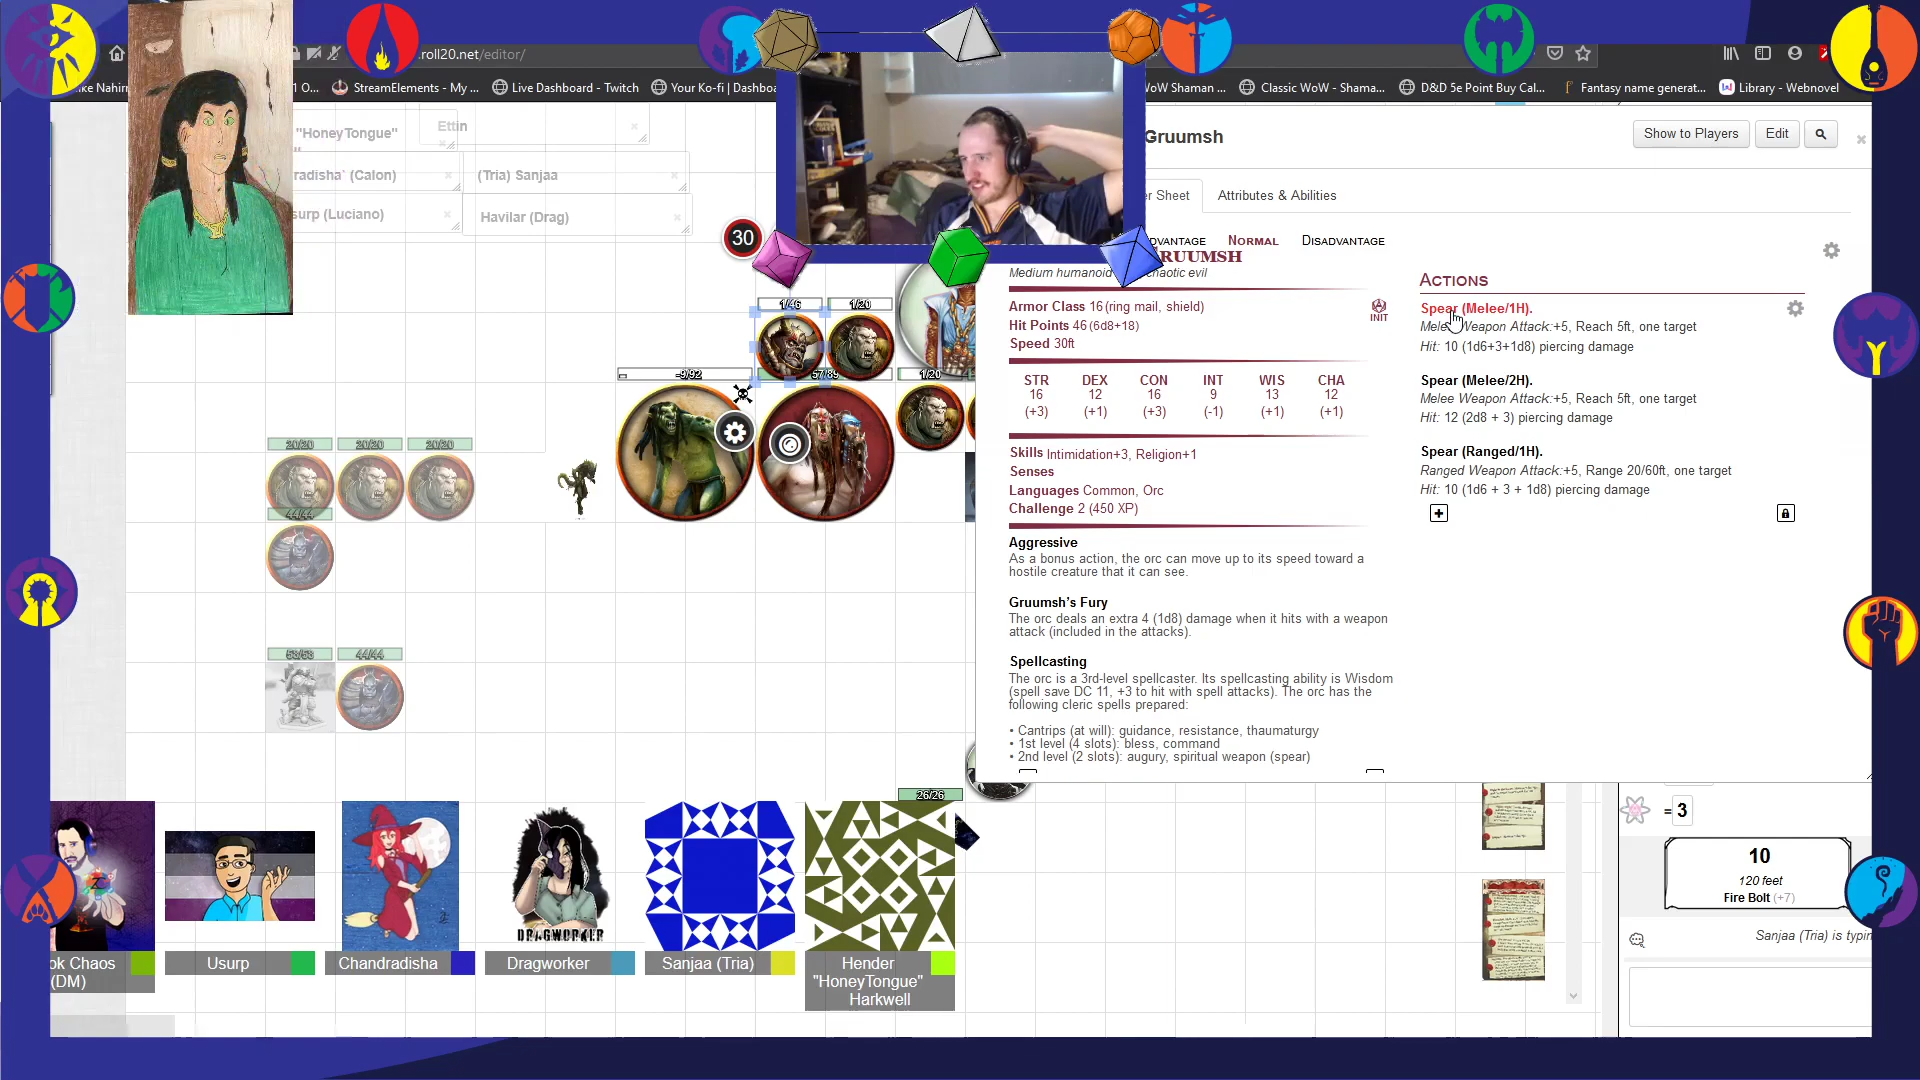 .roll20.net/editor/
ke Nahirn
1 O...
StreamElements - My ...
Live Dashboard - Twitch
Your Ko-fi | Dashboa
WoW Shaman ...
Classic WoW - Shama...
D&D 5e Point Buy Cal...
Fantasy name generat...
Library - Webnovel
"HoneyTongue"
"
Ettin
radisha` (Calon)
(Tria) Sanjaa
surp (Luciano)
Havilar (Drag)
30
1/46
1/20
-9/92
57/89
1/20
20/20
20/20
20/20
44/44
53/53
44/44
26/26
Gruumsh
Show to Players
Edit
er Sheet
Attributes & Abilities
DVANTAGE
NORMAL
DISADVANTAGE
RUUMSH
Medium humanoid
chaotic evil
Armor Class 16 (ring mail, shield)
Hit Points 46 (6d8+18)
Speed 30ft
INIT
STR DEX CON INT WIS CHA
16 12 16 9 13 12
(+3) (+1) (+3) (-1) (+1) (+1)
Skills Intimidation+3, Religion+1
Senses
Languages Common, Orc
Challenge 2 (450 XP)
Aggressive
As a bonus action, the orc can move up to its speed toward a
hostile creature that it can see.
Gruumsh's Fury
The orc deals an extra 4 (1d8) damage when it hits with a weapon
attack (included in the attacks).
Spellcasting
The orc is a 3rd-level spellcaster. Its spellcasting ability is Wisdom
(spell save DC 11, +3 to hit with spell attacks). The orc has the
following cleric spells prepared:
• Cantrips (at will): guidance, resistance, thaumaturgy
• 1st level (4 slots): bless, command
• 2nd level (2 slots): augury, spiritual weapon (spear)
ACTIONS
Spear (Melee/1H).
Melee Weapon Attack:+5, Reach 5ft, one target
Hit: 10 (1d6+3+1d8) piercing damage
Spear (Melee/2H).
Melee Weapon Attack:+5, Reach 5ft, one target
Hit: 12 (2d8 + 3) piercing damage
Spear (Ranged/1H).
Ranged Weapon Attack:+5, Range 20/60ft, one target
Hit: 10 (1d6 + 3 + 1d8) piercing damage
=3
10
120 feet
Fire Bolt (+7)
Sanjaa (Tria) is typin
DRAGWORKER
ok Chaos
(DM)
Usurp
Chandradisha
Dragworker
Sanjaa (Tria)
Hender
"HoneyTongue"
Harkwell